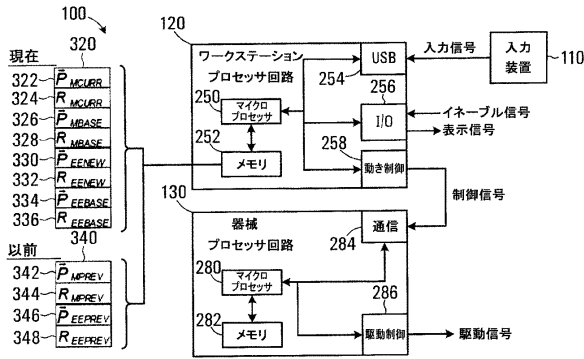 100
現在
320
322 P⃗ MCURR
324 R MCURR
326 P⃗ MBASE
328 R MBASE
330 P⃗ EENEW
332 R EENEW
334 P⃗ EEBASE
336 R EEBASE
以前
340
342 P⃗ MPREV
344 R MPREV
346 P⃗ EEPREV
348 R EEPREV
120
ワークステーション
プロセッサ回路
250
マイクロ
プロセッサ
252
メモリ
USB
254
256
I/O
258
動き制御
入力信号
入力
装置
110
イネーブル信号
表示信号
制御信号
130
器械
プロセッサ回路
通信
284
280
マイクロ
プロセッサ
282
メモリ
286
駆動制御
駆動信号